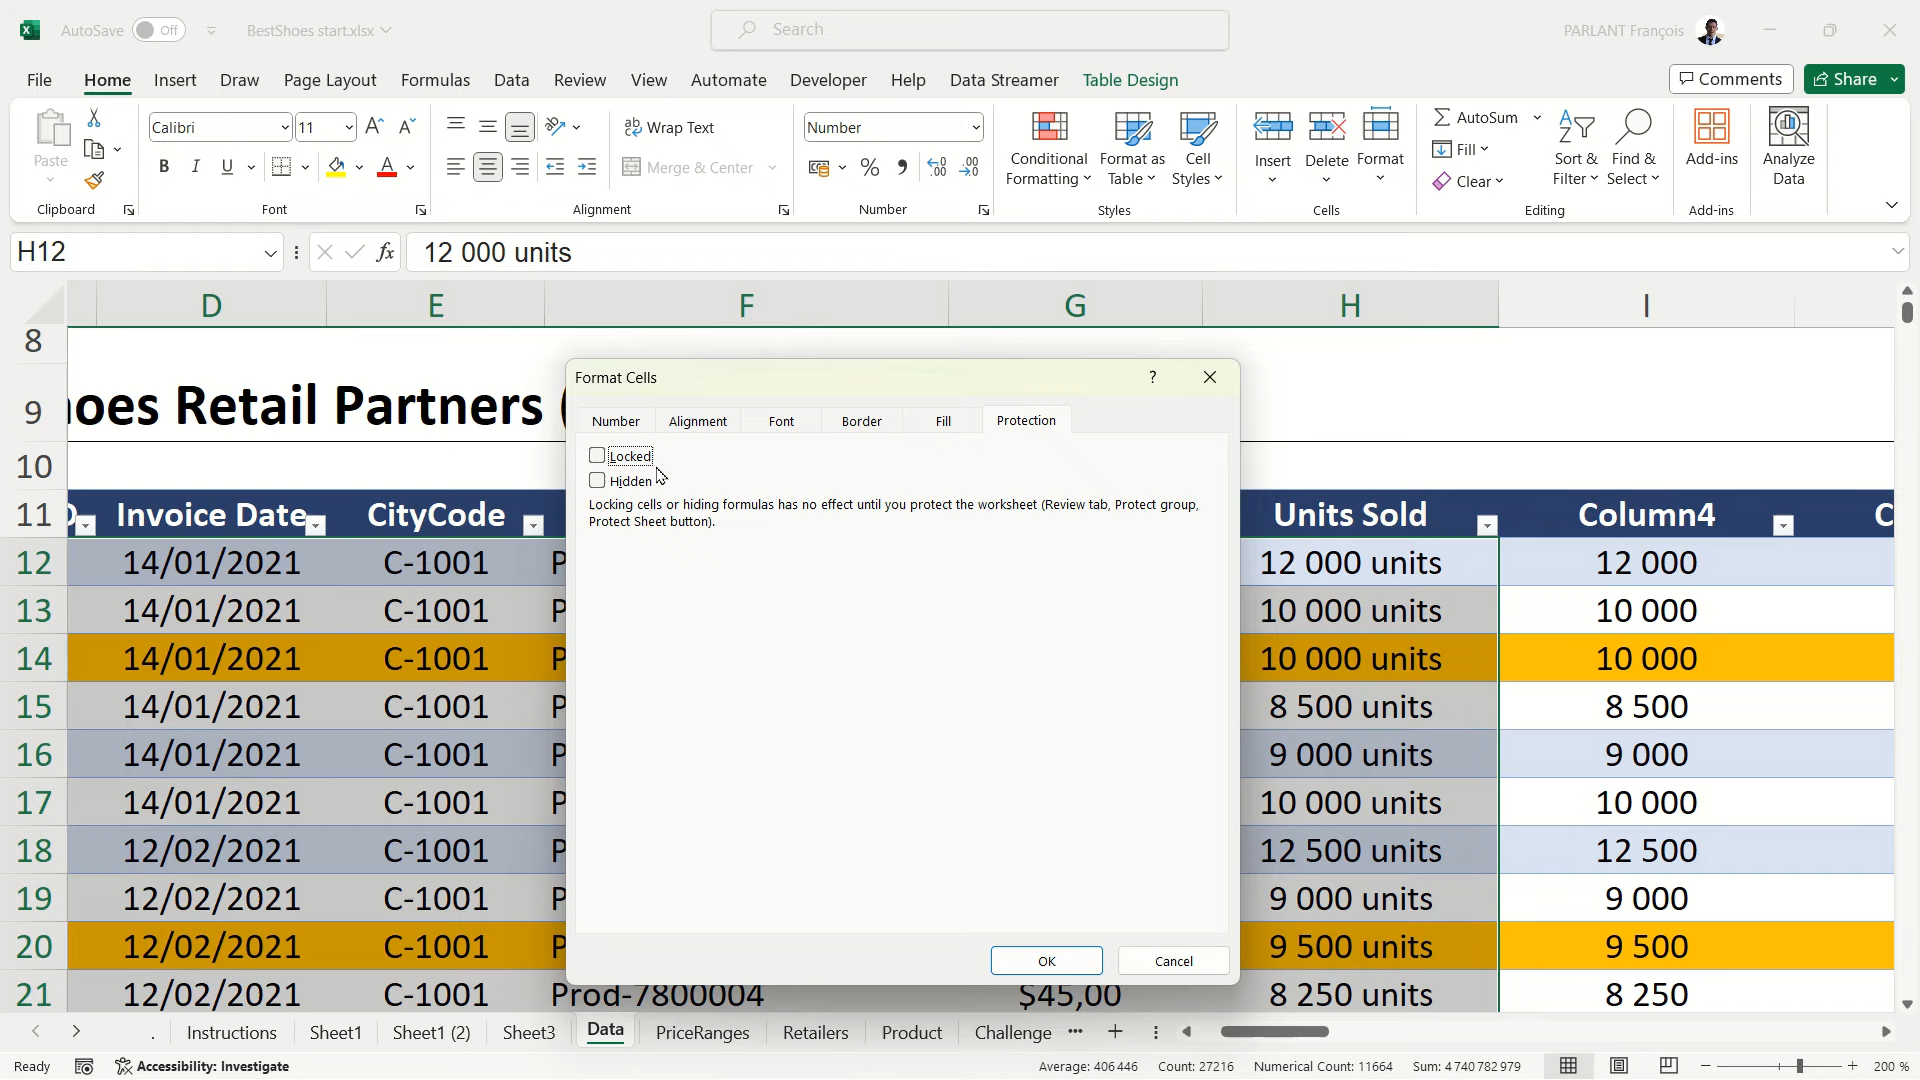 AutoSave Off BestShoes start.xlsx Search PARLANT François
File Home Insert Draw Page Layout Formulas Data Review View Automate Developer Help Data Streamer Table Design Comments Share
Paste
Calibri 11
B I U A
Wrap Text
Merge & Center
Number
Conditional Formatting
Format as Table
Cell Styles
Insert Delete Format
AutoSum
Fill
Clear
Sort & Filter
Find & Select
Add-ins
Analyze Data
Clipboard Font Alignment Number Styles Cells Editing Add-ins
H12 fx 12 000 units
D E F G H I
8
9 hoes Retail Partners (
10
11 D Invoice Date CityCode Units Sold Column4 C
12 14/01/2021 C-1001 P 12 000 units 12 000
13 14/01/2021 C-1001 P 10 000 units 10 000
14 14/01/2021 C-1001 P 10 000 units 10 000
15 14/01/2021 C-1001 P 8 500 units 8 500
16 14/01/2021 C-1001 P 9 000 units 9 000
17 14/01/2021 C-1001 P 10 000 units 10 000
18 12/02/2021 C-1001 P 12 500 units 12 500
19 12/02/2021 C-1001 P 9 000 units 9 000
20 12/02/2021 C-1001 P 9 500 units 9 500
21 12/02/2021 C-1001 Prod-7800004 $45,00 8 250 units 8 250
Format Cells ?
Number Alignment Font Border Fill Protection
Locked
Hidden
Locking cells or hiding formulas has no effect until you protect the worksheet (Review tab, Protect group,
Protect Sheet button).
OK Cancel
. Instructions Sheet1 Sheet1 (2) Sheet3 Data PriceRanges Retailers Product Challenge
Ready Accessibility: Investigate Average: 406 446 Count: 27216 Numerical Count: 11664 Sum: 4 740 782 979 200 %